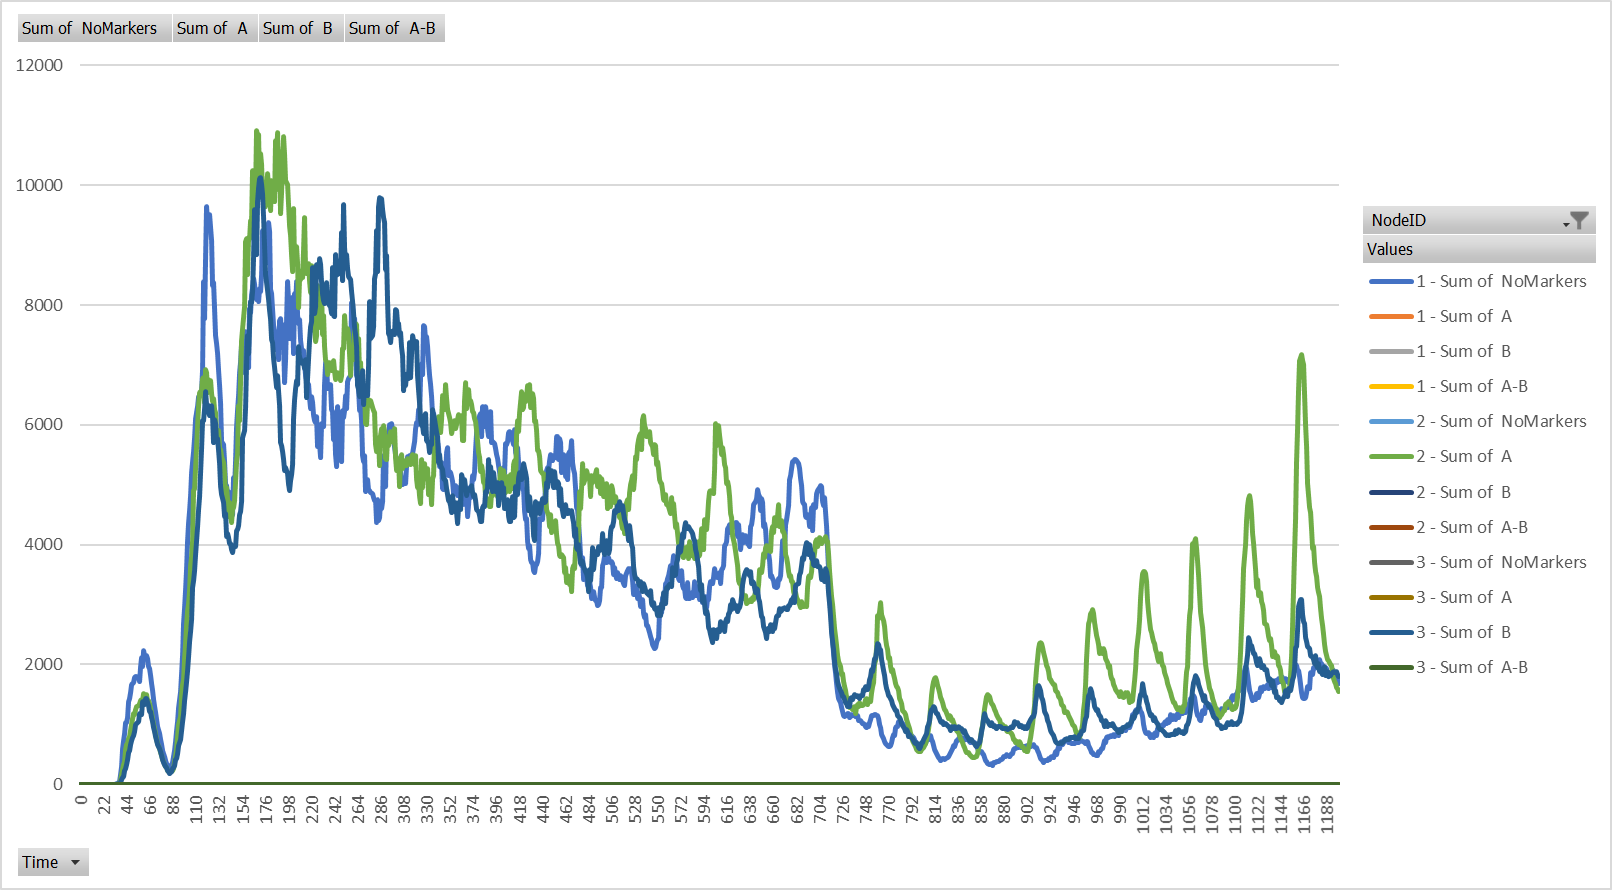 Sum of NoMarkers Sum of A Sum of B Sum of A-B
12000
10000
8000
6000
4000
2000
0
0 22 44 66 88 110 132 154 176 198 220 242 264 286 308 330 352 374 396 418 440 462 484 506 528 550 572 594 616 638 660 682 704 726 748 770 792 814 836 858 880 902 924 946 968 990 1012 1034 1056 1078 1100 1122 1144 1166 1188
Time
NodeID
Values
1 - Sum of NoMarkers
1 - Sum of A
1 - Sum of B
1 - Sum of A-B
2 - Sum of NoMarkers
2 - Sum of A
2 - Sum of B
2 - Sum of A-B
3 - Sum of NoMarkers
3 - Sum of A
3 - Sum of B
3 - Sum of A-B